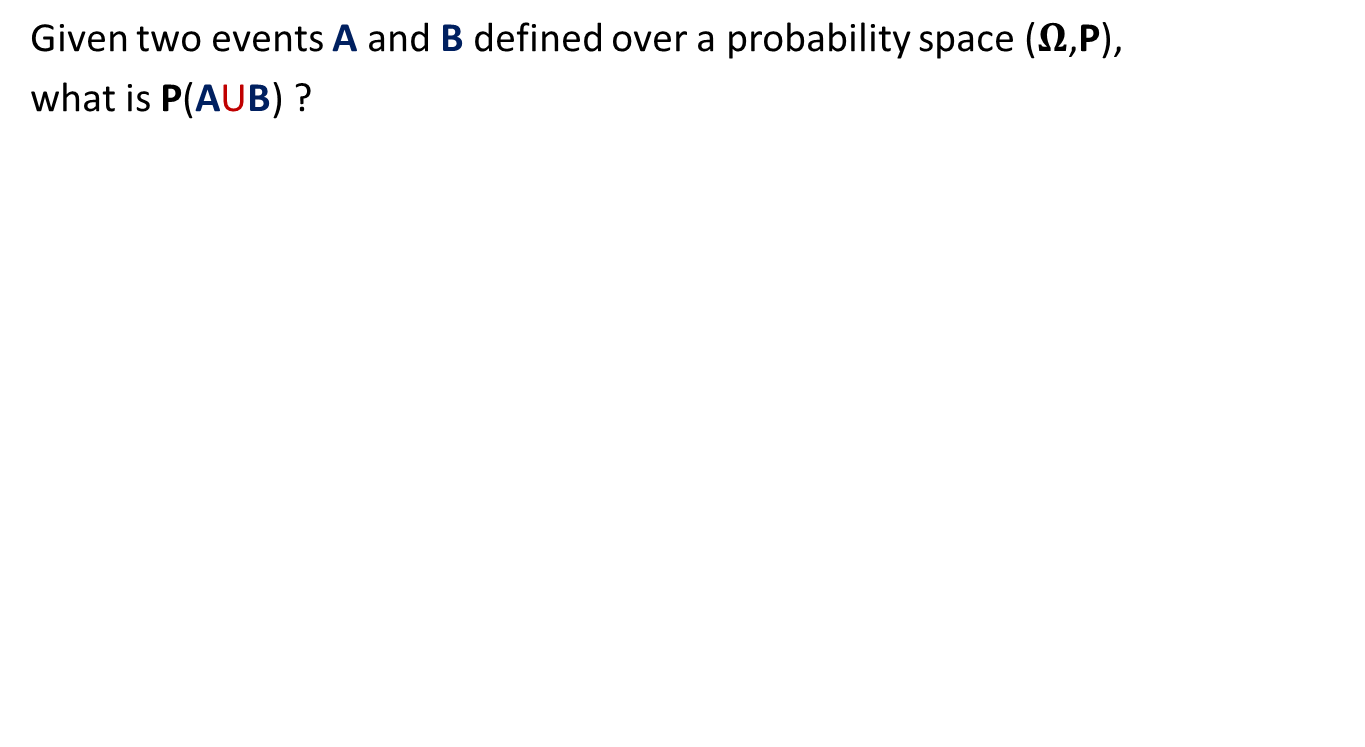 Given two events A and B defined over a probability space (Ω,P),
what is P(AUB) ?